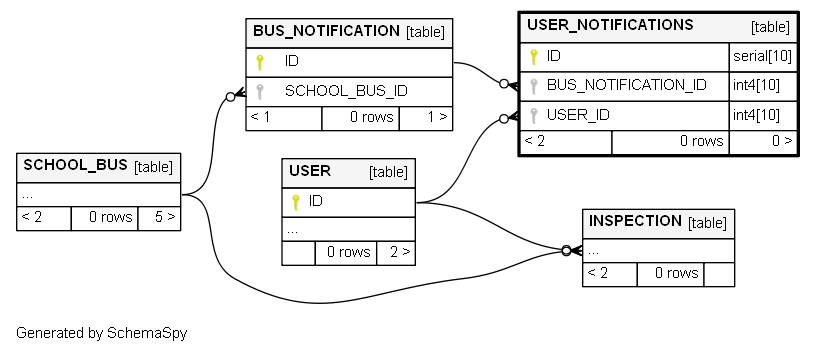 BUS_NOTIFICATION [table]
ID
SCHOOL_BUS_ID
< 1 0 rows 1 >
USER_NOTIFICATIONS [table]
ID serial[10]
BUS_NOTIFICATION_ID int4[10]
USER_ID int4[10]
< 2 0 rows 0 >
SCHOOL_BUS [table]
...
< 2 0 rows 5 >
USER [table]
ID
...
0 rows 2 >
INSPECTION [table]
...
< 2 0 rows
Generated by SchemaSpy